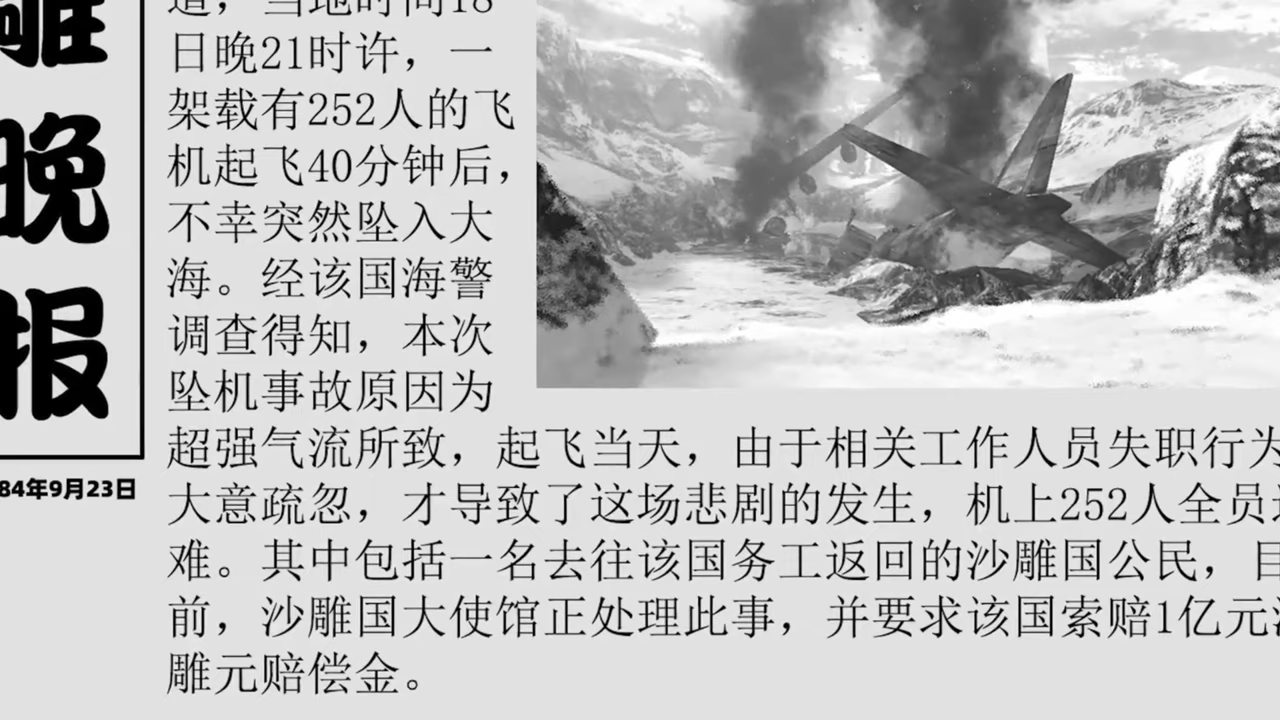 雕
晚
报
84年9月23日
道，当地时间18
日晚21时许，一
架载有252人的飞
机起飞40分钟后，
不幸突然坠入大
海。经该国海警
调查得知，本次
坠机事故原因为
超强气流所致，起飞当天，由于相关工作人员失职行为
大意疏忽，才导致了这场悲剧的发生，机上252人全员
难。其中包括一名去往该国务工返回的沙雕国公民，目
前，沙雕国大使馆正处理此事，并要求该国索赔1亿元
雕元赔偿金。